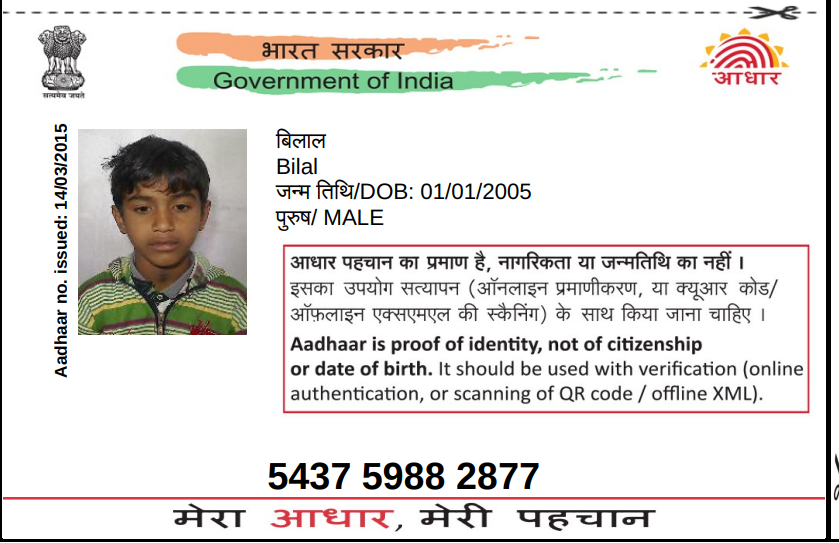 भारत सरकार
Government of India
सत्यमेव जयते
आधार
Aadhaar no. issued: 14/03/2015
बिलाल
Bilal
जन्म तिथि/DOB: 01/01/2005
पुरुष/ MALE
आधार पहचान का प्रमाण है, नागरिकता या जन्मतिथि का नहीं ।
इसका उपयोग सत्यापन (ऑनलाइन प्रमाणीकरण, या क्यूआर कोड/
ऑफ़लाइन एक्सएमएल की स्कैनिंग) के साथ किया जाना चाहिए ।
Aadhaar is proof of identity, not of citizenship
or date of birth. It should be used with verification (online
authentication, or scanning of QR code / offline XML).
5437 5988 2877
मेरा आधार, मेरी पहचान